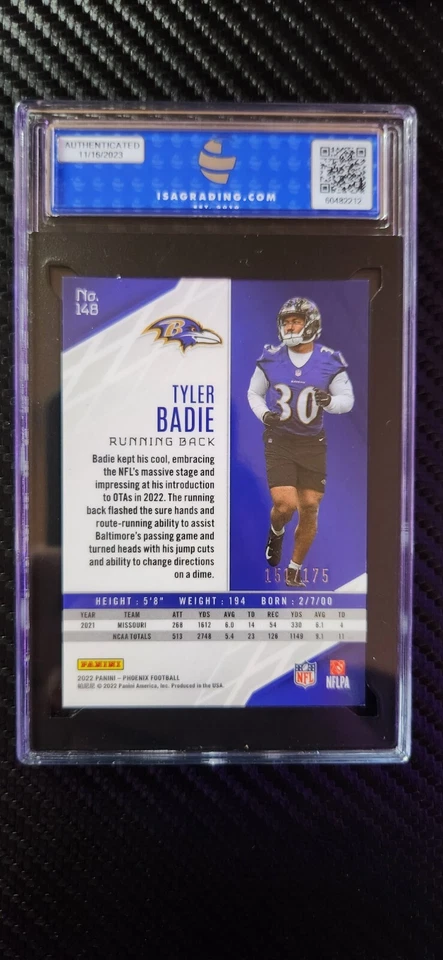 AUTHENTICATED
11/15/2023
ISAGRADING.COM
60482212
No.
148
B
TYLER
BADIE
RUNNING BACK
Badie kept his cool, embracing
the NFL's massive stage and
impressing at his introduction
to OTAs in 2022. The running
back flashed the sure hands and
route-running ability to assist
Baltimore's passing game and
turned heads with his jump cuts
and ability to change directions
on a dime.
30
151/175
HEIGHT: 5'8" WEIGHT: 194 BORN: 2/7/00
YEAR TEAM ATT YDS AVG TD REC YDS AVG TD
2021 MISSOURI 268 1612 6.0 14 54 330 6.1 4
NCAA TOTALS 513 2748 5.4 23 126 1149 9.1 11
PANINI
2022 PANINI – PHOENIX FOOTBALL
© 2022 Panini America, Inc. Produced in the USA.
NFL
NFLPA